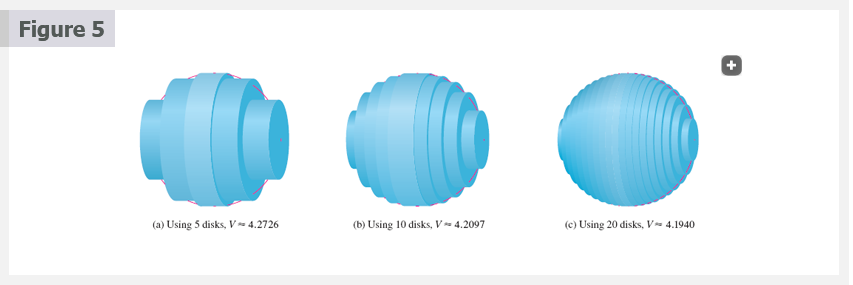 Figure 5
(a) Using 5 disks, V ≈ 4.2726
(b) Using 10 disks, V ≈ 4.2097
(c) Using 20 disks, V ≈ 4.1940